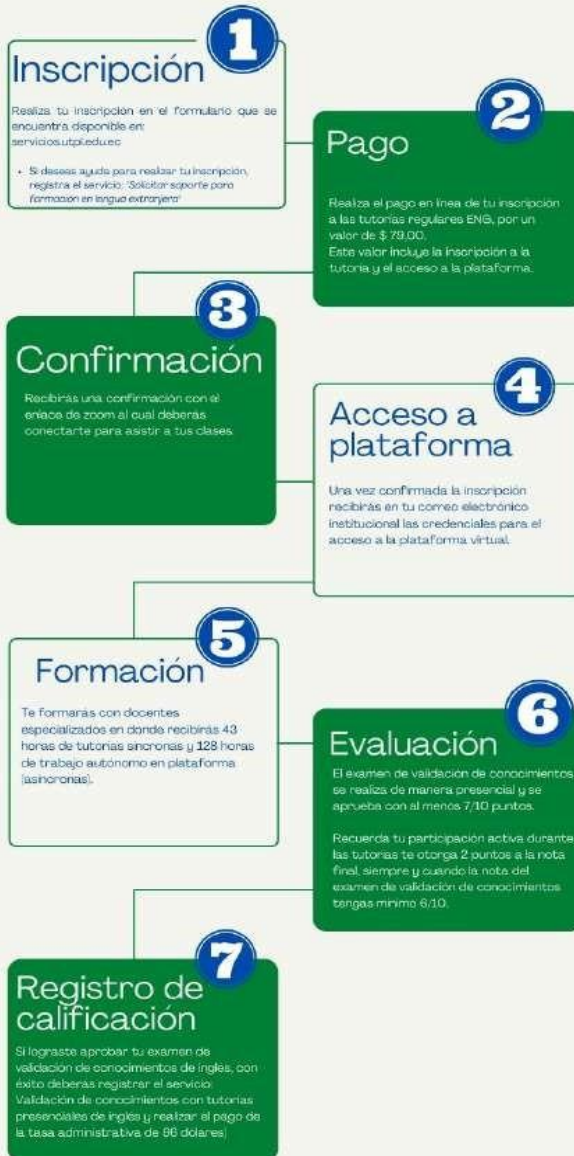 1
Inscripción
Realiza tu inscripción en el formulario que se
encuentra disponible en:
servicios.utpl.edu.ec
• Si deseas ayuda para realizar tu inscripción,
registra el servicio: "Solicitar soporte para
formación en lengua extranjera"
2
Pago
Realiza el pago en línea de tu inscripción
a las tutorías regulares ENG, por un
valor de $ 79,00.
Este valor incluye la inscripción a la
tutoría y el acceso a la plataforma.
3
Confirmación
Recibirás una confirmación con el
enlace de zoom al cual deberás
conectarte para asistir a tus clases.
4
Acceso a
plataforma
Una vez confirmada la inscripción
recibirás en tu correo electrónico
institucional las credenciales para el
acceso a la plataforma virtual.
5
Formación
Te formarás con docentes
especializados en donde recibirás 43
horas de tutorías síncronas y 128 horas
de trabajo autónomo en plataforma
(asíncronas).
6
Evaluación
El examen de validación de conocimientos
se realiza de manera presencial y se
aprueba con al menos 7/10 puntos.
Recuerda tu participación activa durante
las tutorías te otorga 2 puntos a la nota
final, siempre y cuando la nota del
examen de validación de conocimientos
tengas mínimo 6/10.
7
Registro de
calificación
Si lograste aprobar tu examen de
validación de conocimientos de inglés, con
éxito deberás registrar el servicio:
Validación de conocimientos con tutorías
presenciales de inglés y realizar el pago de
la tasa administrativa de dólares)